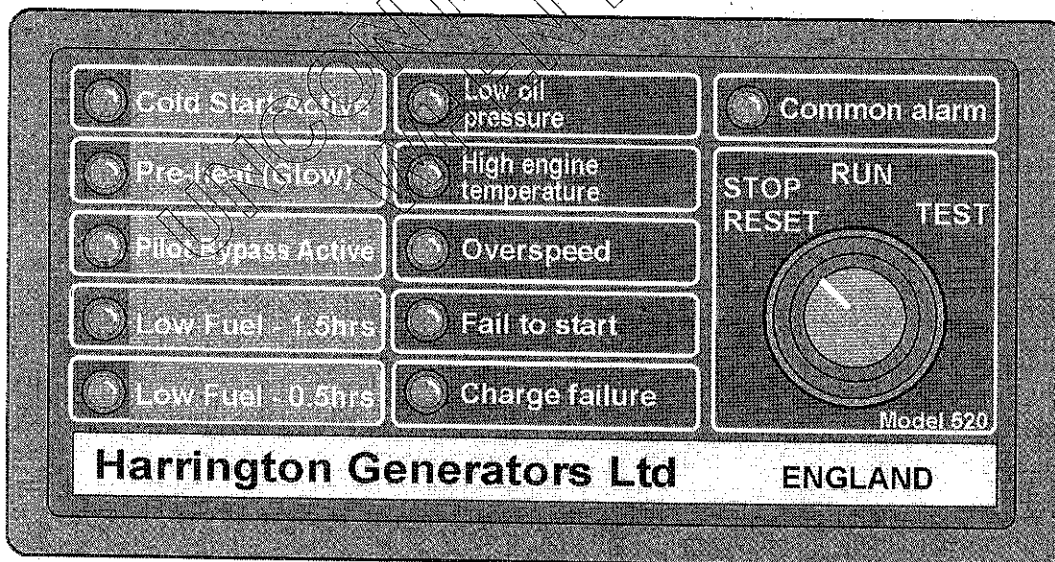 Cold Start Active
Pre-heat (Glow)
Pilot Bypass Active
Low Fuel - 1.5hrs
Low Fuel - 0.5hrs
Low oil
pressure
High engine
temperature
Overspeed
Fail to start
Charge failure
Common alarm
STOP
RESET
RUN
TEST
Model 520
Harrington Generators Ltd
ENGLAND